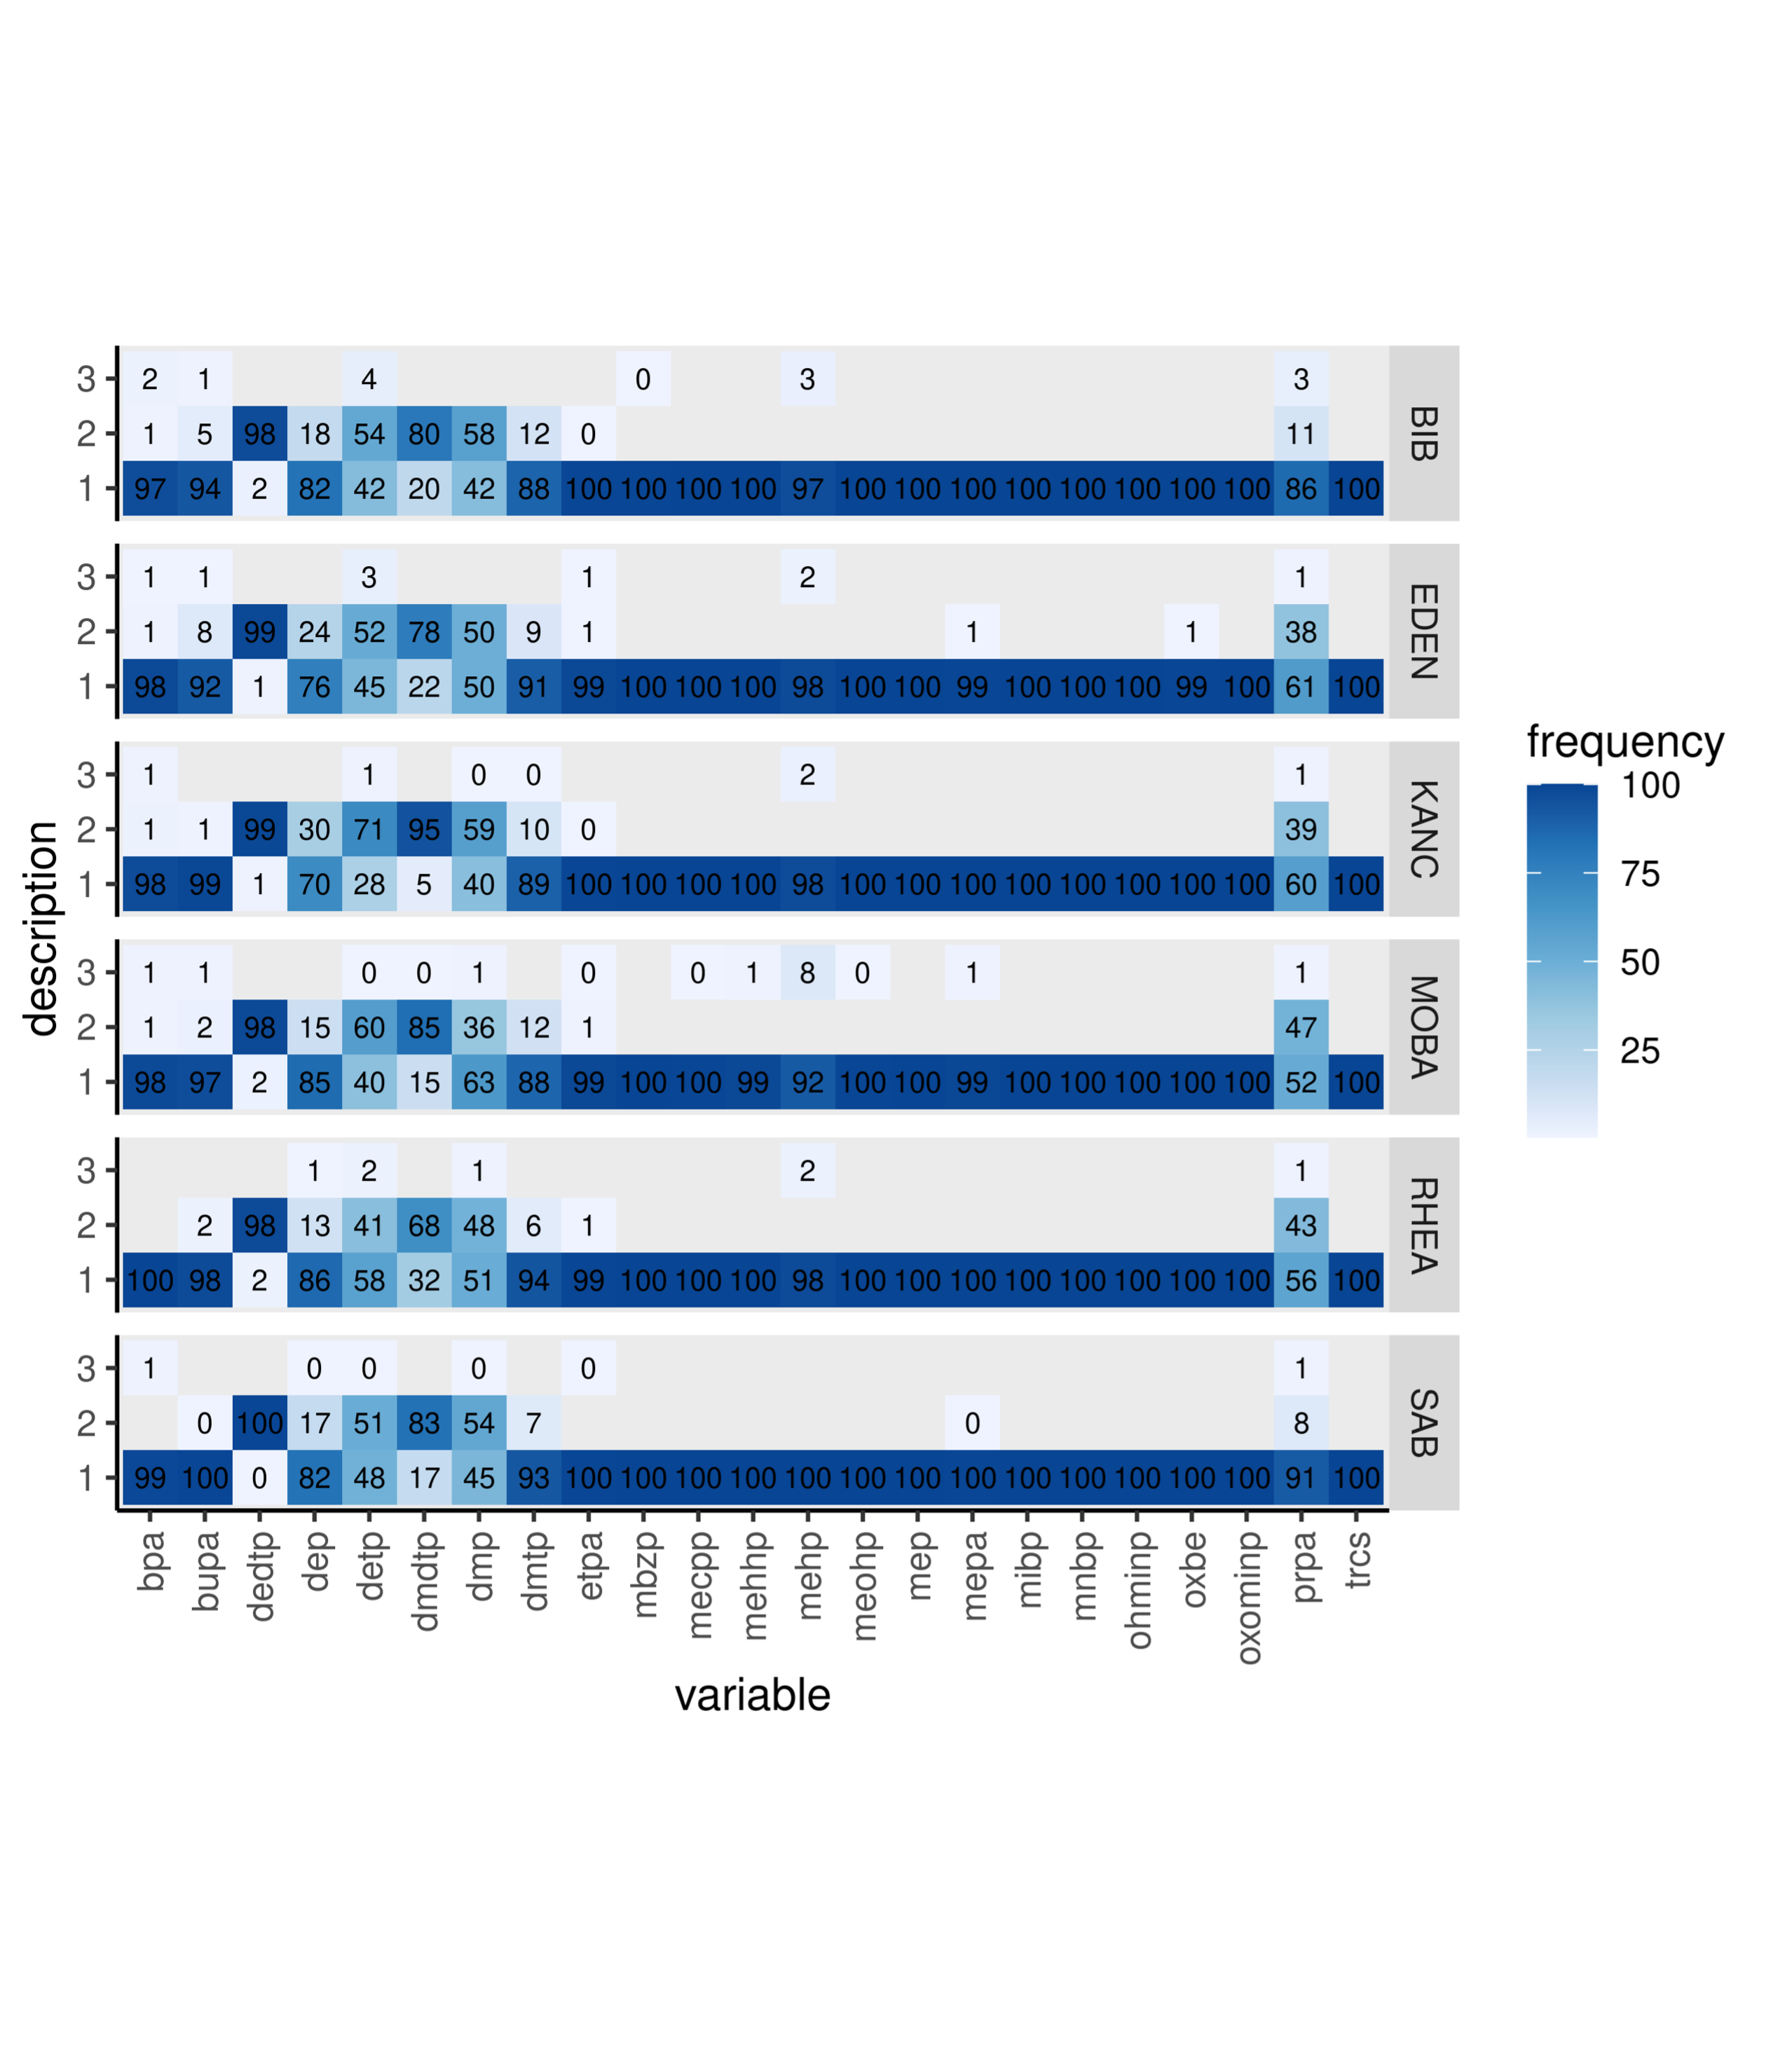 3 2 1 4 0 3 3
2 1 5 98 18 54 80 58 12 0 11
1 97 94 2 82 42 20 42 88 100 100 100 100 97 100 100 100 100 100 100 100 100 86 100
BIB
3 1 1 3 1 2 1
2 1 8 99 24 52 78 50 9 1 1 1 38
1 98 92 1 76 45 22 50 91 99 100 100 100 98 100 100 99 100 100 100 99 100 61 100
EDEN
3 1 1 0 0 2 1
2 1 1 99 30 71 95 59 10 0 39
1 98 99 1 70 28 5 40 89 100 100 100 100 98 100 100 100 100 100 100 100 100 60 100
KANC
3 1 1 0 0 1 0 0 1 8 0 1 1
2 1 2 98 15 60 85 36 12 1 47
1 98 97 2 85 40 15 63 88 99 100 100 99 92 100 100 99 100 100 100 100 100 52 100
MOBA
3 1 2 1 2 1
2 2 98 13 41 68 48 6 1 43
1 100 98 2 86 58 32 51 94 99 100 100 100 98 100 100 100 100 100 100 100 100 56 100
RHEA
3 1 0 0 0 0 1
2 0 100 17 51 83 54 7 0 8
1 99 100 0 82 48 17 45 93 100 100 100 100 100 100 100 100 100 100 100 100 100 91 100
SAB
bpa bupa dedtp dep detp dmdtp dmp dmtp etpa mbzp mecpp mehhp mehp meohp mep mepa mibp mnbp ohminp oxbe oxominp prpa trcs
variable
description
frequency
100
75
50
25